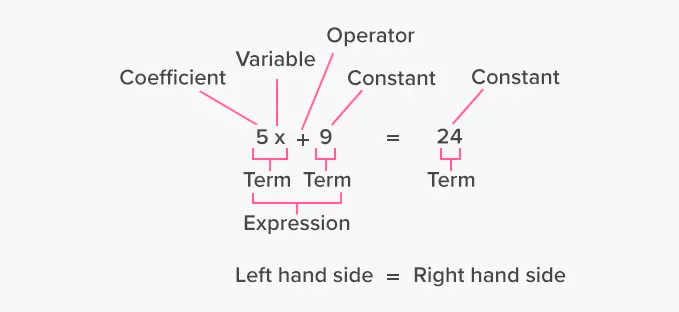 Operator
Variable
Coefficient Constant Constant
5 x + 9 = 24
Term Term Term
Expression
Left hand side = Right hand side